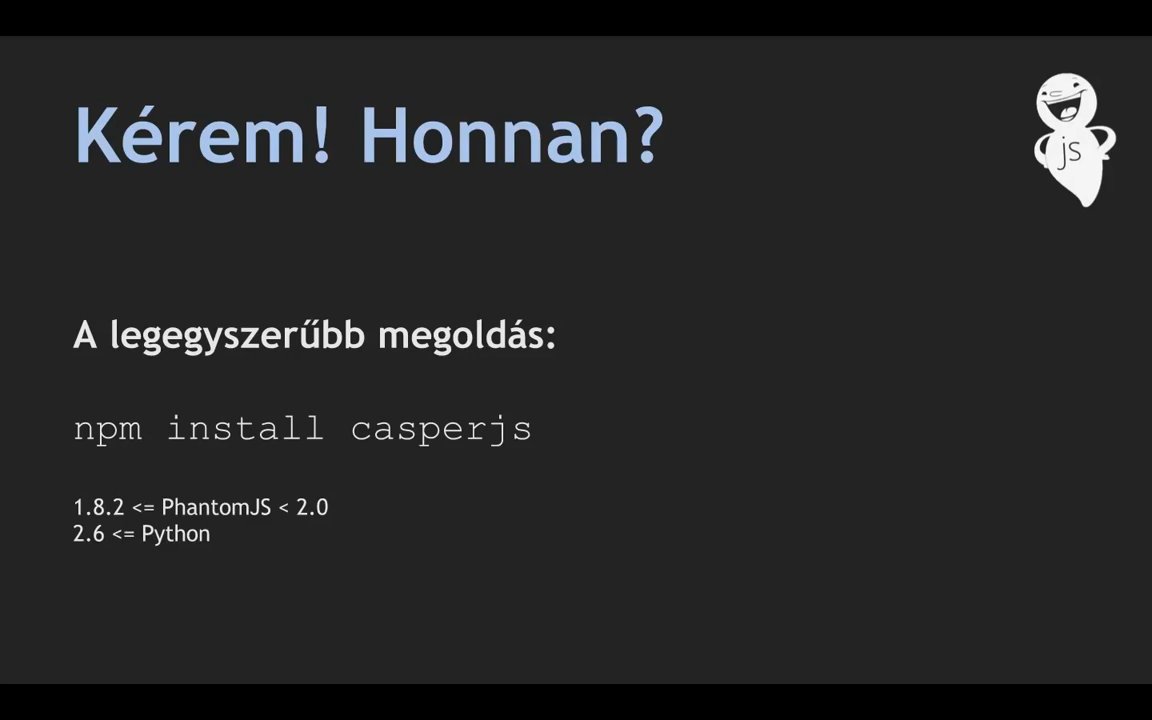 Kérem! Honnan?
js
A legegyszerűbb megoldás:
npm install casperjs
1.8.2 <= PhantomJS < 2.0
2.6 <= Python